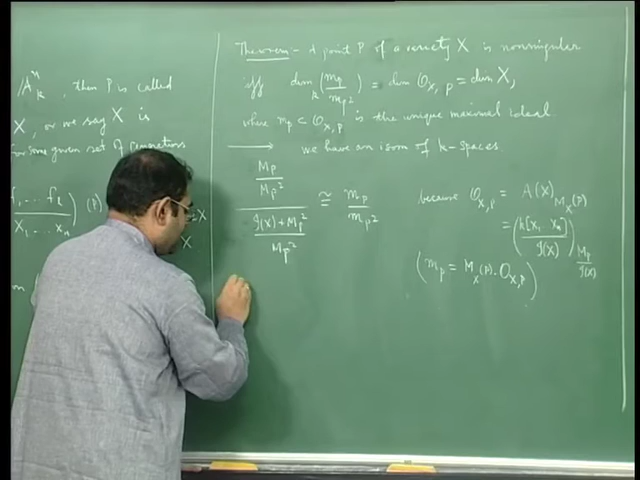 A^n_k, then P is called
X, or we say X is
for some given set of generators
f_1, ... f_t
x_1, ... x_n
(P)
X
X
Theorem :- A point P of a variety X is nonsingular
iff dim_k (m_P / m_P^2) = dim O_{X,P} = dim X,
where m_P ⊂ O_{X,P} is the unique maximal ideal
⟶ we have an isom of k-spaces
M_P / M_P^2
────────
g(X) + M_P^2 / M_P^2
≅ m_P / m_P^2
because O_{X,P} = A(X)_{M_X(P)}
= (k[x_1, .. x_n] / g(X))_{M_P / g(X)}
(m_P = M_X(P) . O_{X,P})